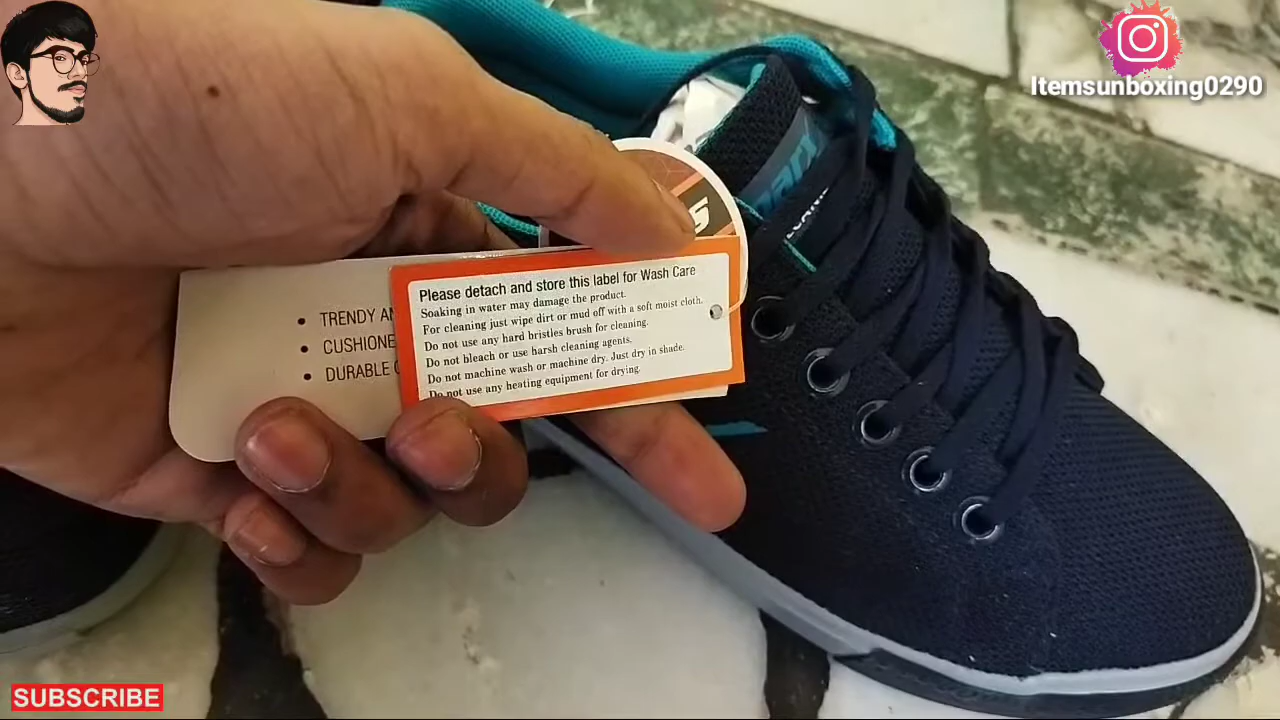 Itemsunboxing0290
Please detach and store this label for Wash Care
Soaking in water may damage the product.
For cleaning just wipe dirt or mud off with a soft moist cloth.
Do not use any hard bristles brush for cleaning.
Do not bleach or use harsh cleaning agents.
Do not machine wash or machine dry. Just dry in shade.
Do not use any heating equipment for drying.
• TRENDY
• CUSHIONE
• DURABLE
SUBSCRIBE